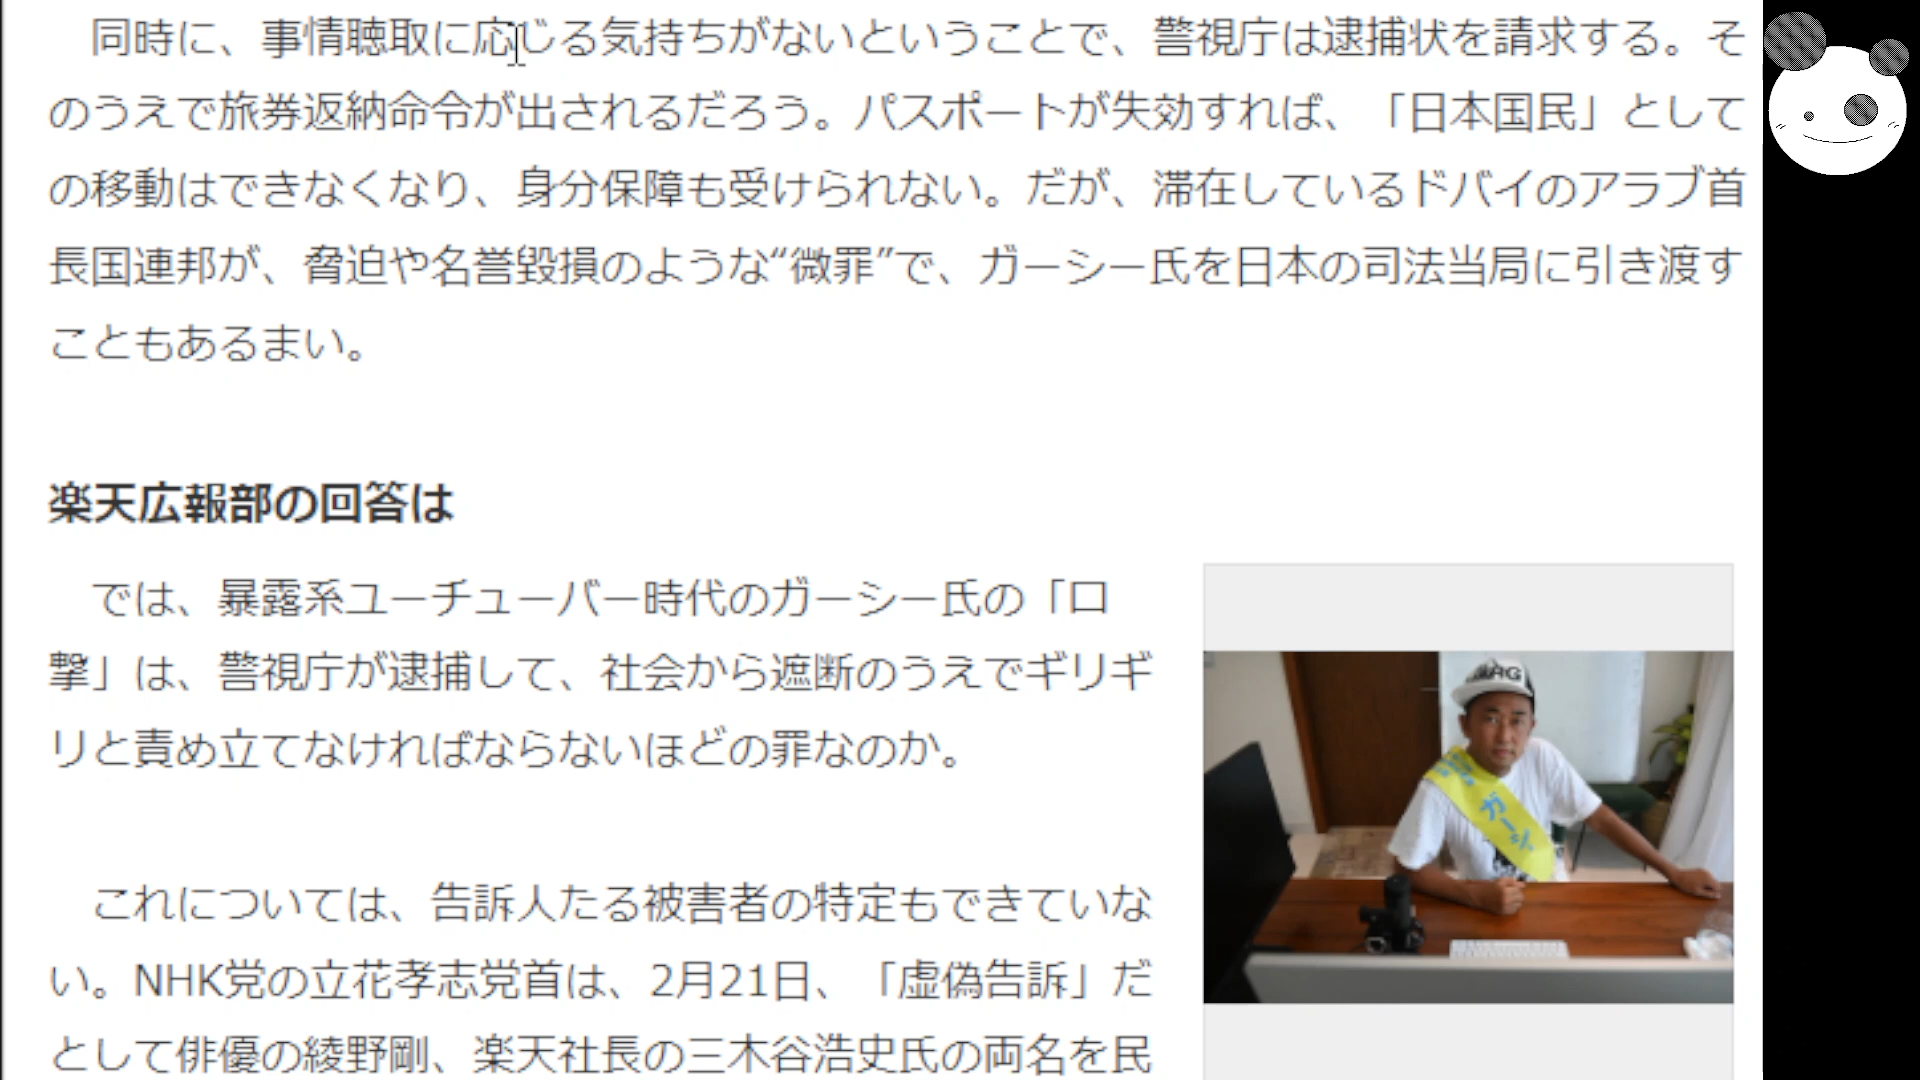 同時に、事情聴取に応じる気持ちがないということで、警視庁は逮捕状を請求する。そ
のうえで旅券返納命令が出されるだろう。パスポートが失効すれば、「日本国民」として
の移動はできなくなり、身分保障も受けられない。だが、滞在しているドバイのアラブ首
長国連邦が、脅迫や名誉毀損のような“微罪”で、ガーシー氏を日本の司法当局に引き渡す
こともあるまい。
楽天広報部の回答は
では、暴露系ユーチューバー時代のガーシー氏の「口
撃」は、警視庁が逮捕して、社会から遮断のうえでギリギ
リと責め立てなければならないほどの罪なのか。
ガーシー
これについては、告訴人たる被害者の特定もできていな
い。NHK党の立花孝志党首は、2月21日、「虚偽告訴」だ
として俳優の綾野剛、楽天社長の三木谷浩史氏の両名を民